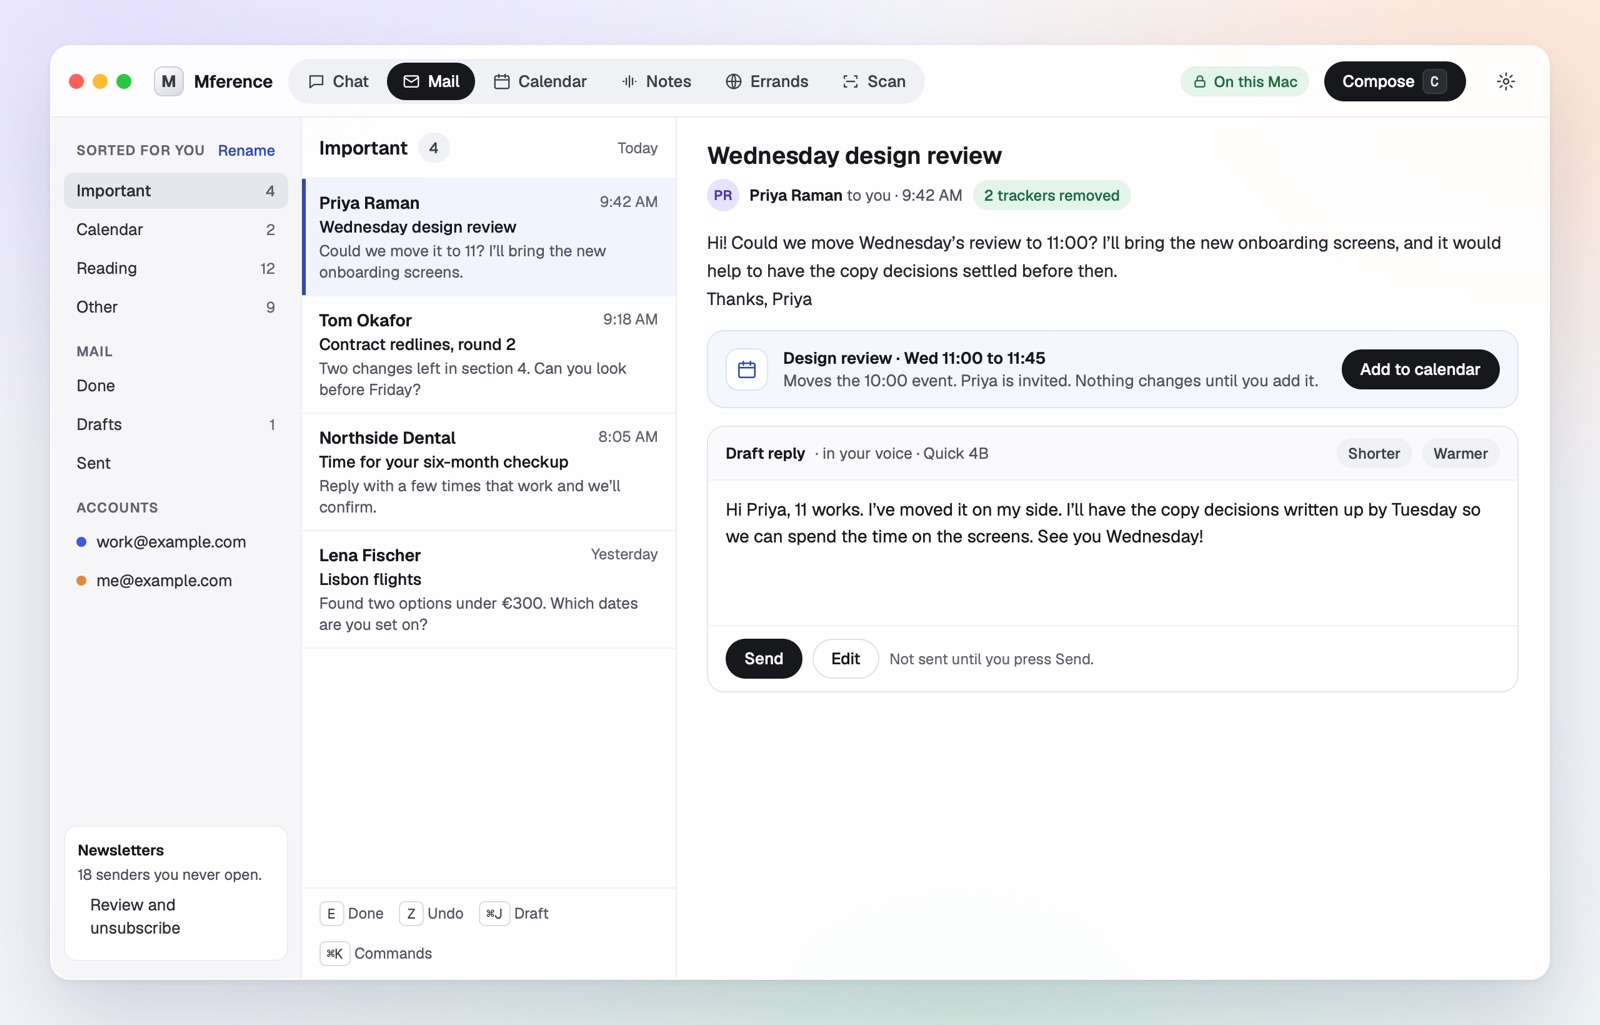 M Mference
Chat
Mail
Calendar
Notes
Errands
Scan
On this Mac
Compose C
SORTED FOR YOU Rename
Important 4
Calendar 2
Reading 12
Other 9
MAIL
Done
Drafts 1
Sent
ACCOUNTS
work@example.com
me@example.com
Newsletters
18 senders you never open.
Review and
unsubscribe
Important 4 Today
Priya Raman 9:42 AM
Wednesday design review
Could we move it to 11? I’ll bring the new
onboarding screens.
Tom Okafor 9:18 AM
Contract redlines, round 2
Two changes left in section 4. Can you look
before Friday?
Northside Dental 8:05 AM
Time for your six-month checkup
Reply with a few times that work and we’ll
confirm.
Lena Fischer Yesterday
Lisbon flights
Found two options under €300. Which dates
are you set on?
E Done Z Undo ⌘J Draft
⌘K Commands
Wednesday design review
PR Priya Raman to you · 9:42 AM 2 trackers removed
Hi! Could we move Wednesday’s review to 11:00? I’ll bring the new onboarding screens, and it would
help to have the copy decisions settled before then.
Thanks, Priya
Design review · Wed 11:00 to 11:45
Moves the 10:00 event. Priya is invited. Nothing changes until you add it.
Add to calendar
Draft reply · in your voice · Quick 4B
Shorter
Warmer
Hi Priya, 11 works. I’ve moved it on my side. I’ll have the copy decisions written up by Tuesday so
we can spend the time on the screens. See you Wednesday!
Send
Edit
Not sent until you press Send.